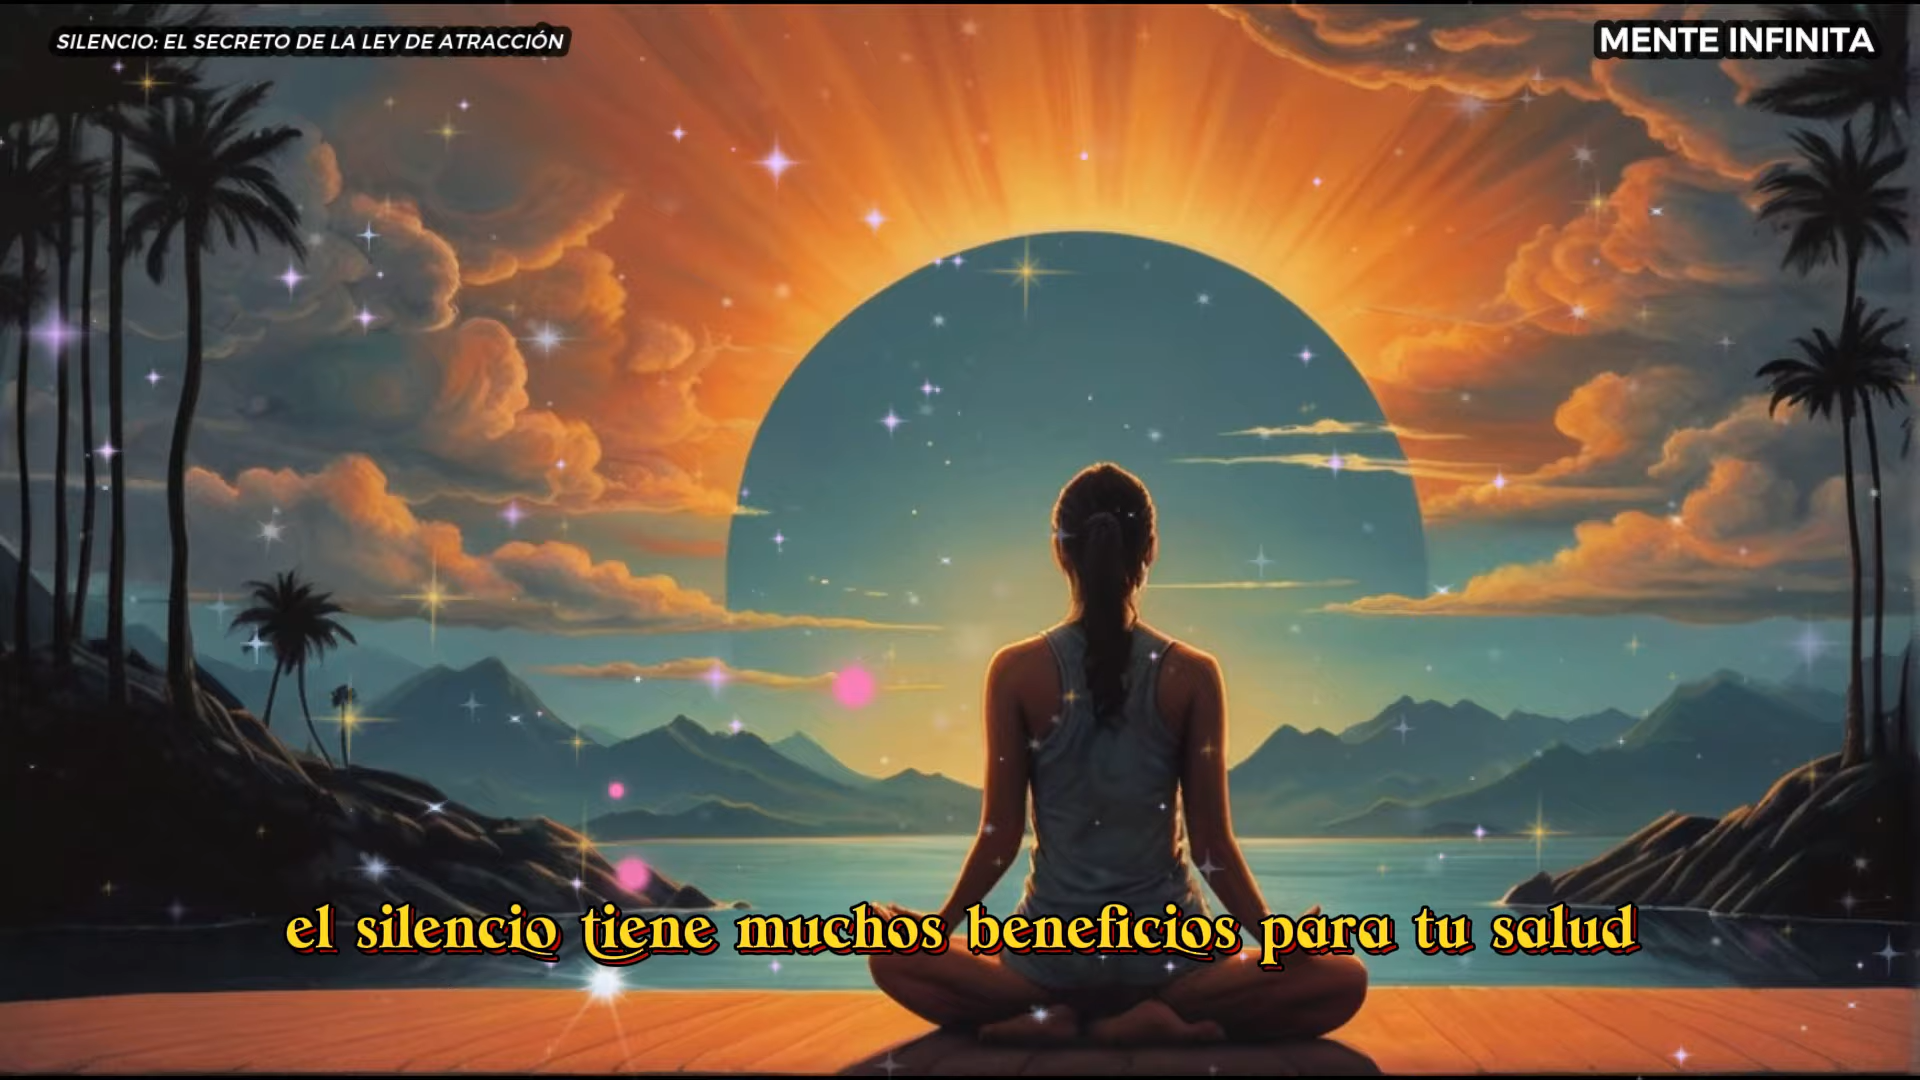 SILENCIO: EL SECRETO DE LA LEY DE ATRACCIÓN
MENTE INFINITA
el silencio tiene muchos beneficios para tu salud